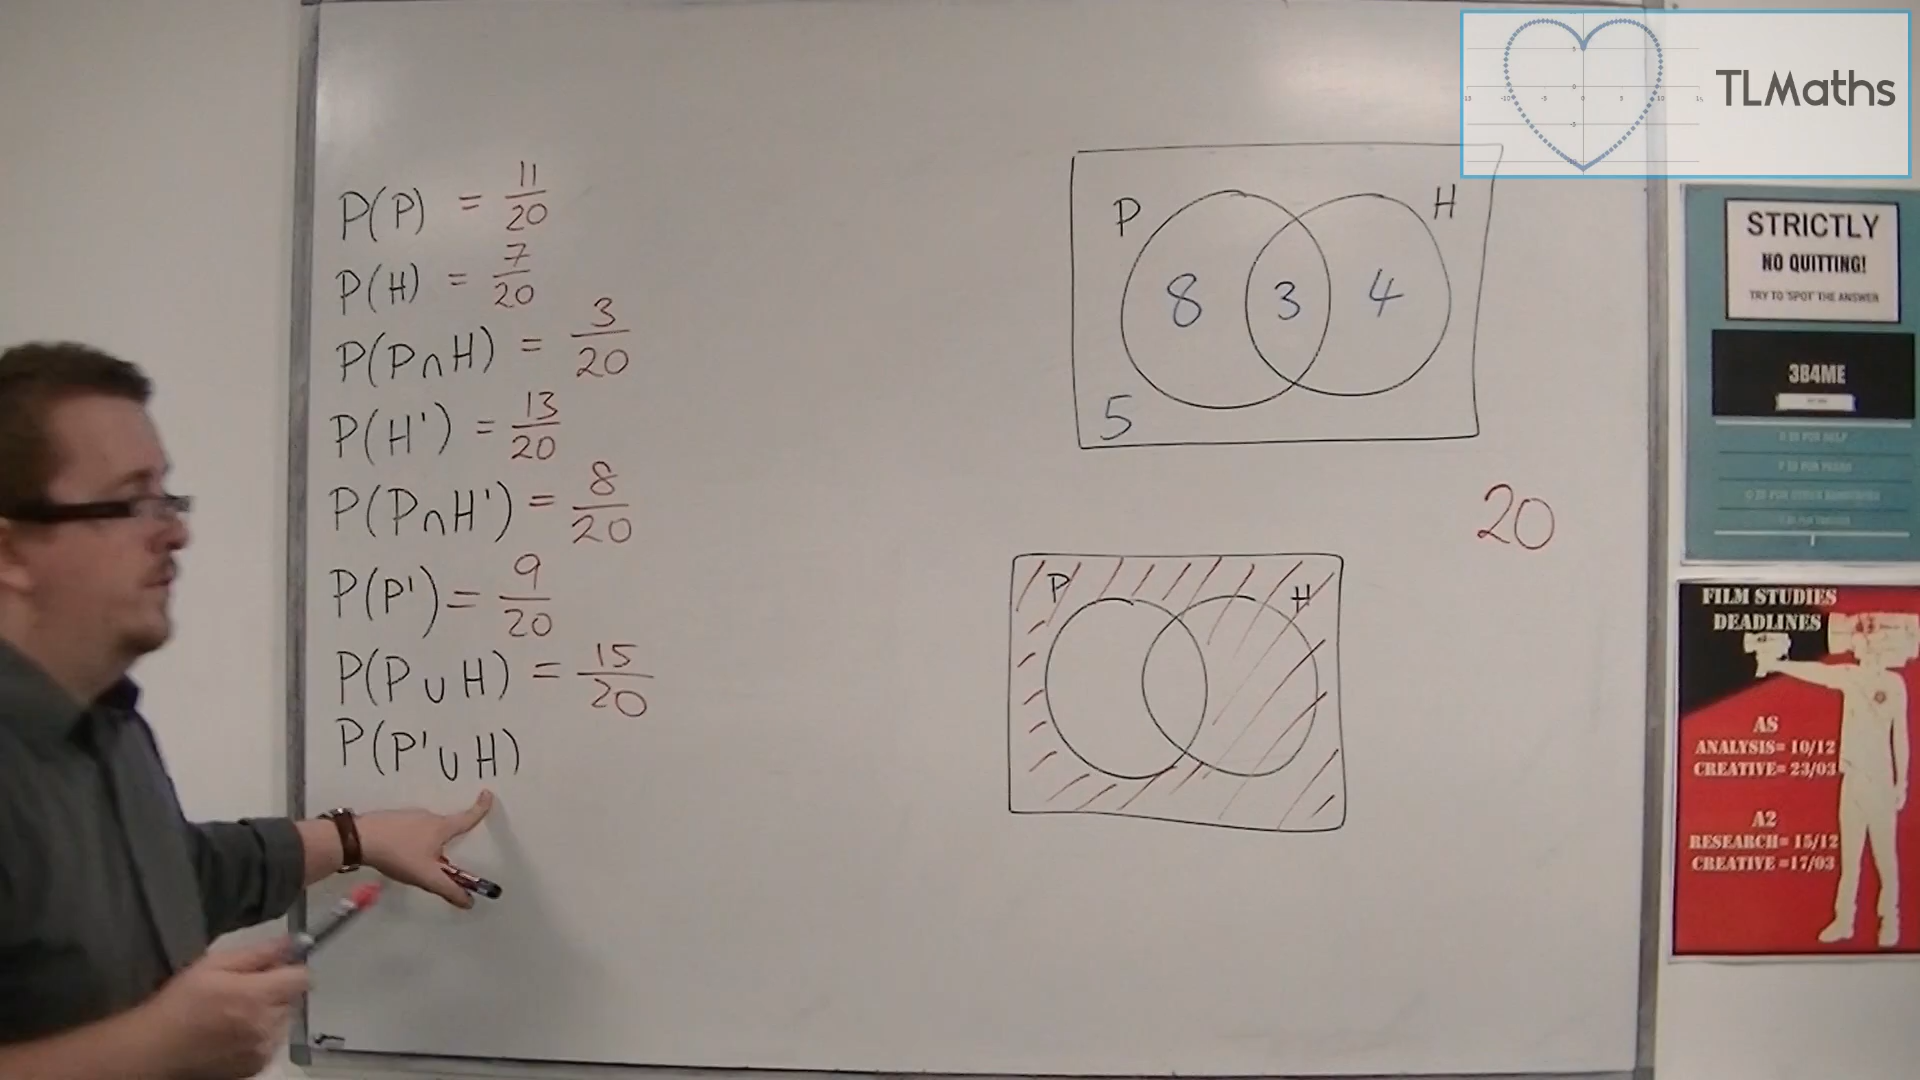 TLMaths
P(P) = 11/20
P(H) = 7/20
P(P∩H) = 3/20
P(H') = 13/20
P(P∩H') = 8/20
P(P') = 9/20
P(P∪H) = 15/20
P(P'∪H)
P H
8 3 4
5
20
P H
STRICTLY
NO QUITTING!
TRY TO 'SPOT' THE ANSWER
3B4ME
FILM STUDIES
DEADLINES
AS
ANALYSIS= 10/12
CREATIVE= 23/03
A2
RESEARCH= 15/12
CREATIVE =17/03